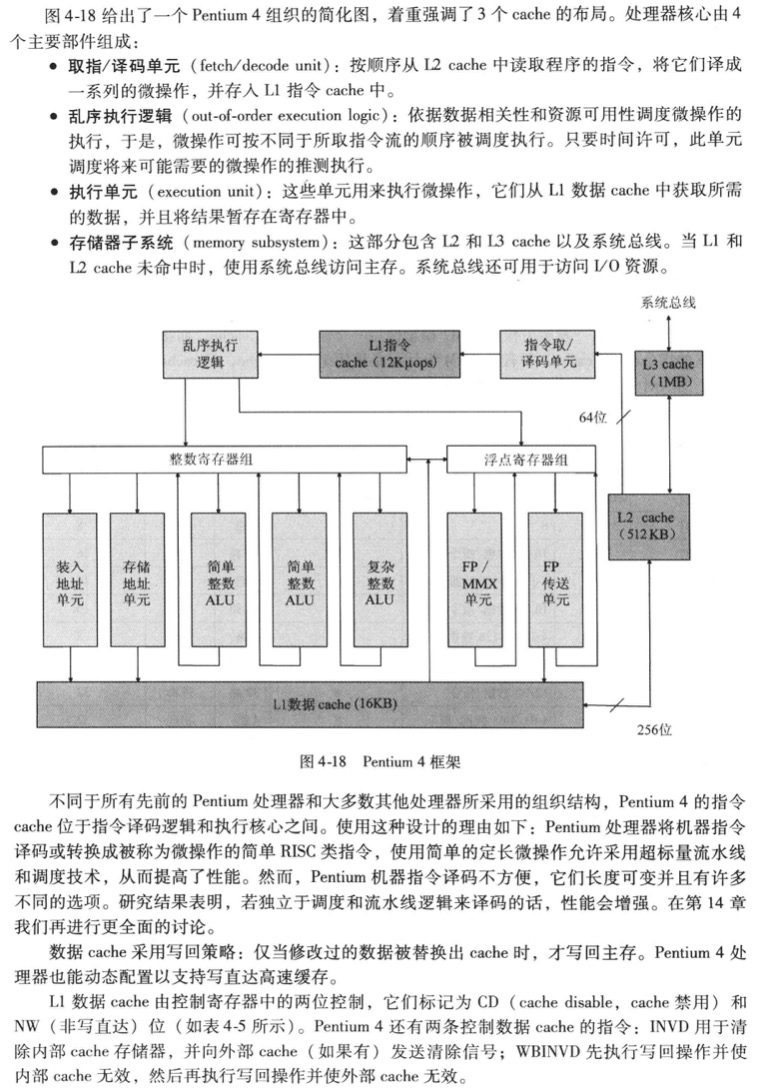 图 4-18 给出了一个 Pentium 4 组织的简化图，着重强调了 3 个 cache 的布局。处理器核心由 4
个主要部件组成：
● 取指/译码单元（fetch/decode unit）：按顺序从 L2 cache 中读取程序的指令，将它们译成
一系列的微操作，并存入 L1 指令 cache 中。
● 乱序执行逻辑（out-of-order execution logic）：依据数据相关性和资源可用性调度微操作的
执行，于是，微操作可按不同于所取指令流的顺序被调度执行。只要时间许可，此单元
调度将来可能需要的微操作的推测执行。
● 执行单元（execution unit）：这些单元用来执行微操作，它们从 L1 数据 cache 中获取所需
的数据，并且将结果暂存在寄存器中。
● 存储器子系统（memory subsystem）：这部分包含 L2 和 L3 cache 以及系统总线。当 L1 和
L2 cache 未命中时，使用系统总线访问主存。系统总线还可用于访问 I/O 资源。
系统总线
乱序执行
逻辑
L1指令
cache（12Kμops）
指令取/
译码单元
L3 cache
（1MB）
64位
整数寄存器组
浮点寄存器组
L2 cache
（512KB）
装入
地址
单元
存储
地址
单元
简单
整数
ALU
简单
整数
ALU
复杂
整数
ALU
FP /
MMX
单元
FP
传送
单元
L1数据 cache (16KB)
256位
图 4-18 Pentium 4 框架
不同于所有先前的 Pentium 处理器和大多数其他处理器所采用的组织结构，Pentium 4 的指令
cache 位于指令译码逻辑和执行核心之间。使用这种设计的理由如下：Pentium 处理器将机器指令
译码或转换成被称为微操作的简单 RISC 类指令，使用简单的定长微操作允许采用超标量流水线
和调度技术，从而提高了性能。然而，Pentium 机器指令译码不方便，它们长度可变并且有许多
不同的选项。研究结果表明，若独立于调度和流水线逻辑来译码的话，性能会增强。在第 14 章
我们再进行更全面的讨论。
数据 cache 采用写回策略：仅当修改过的数据被替换出 cache 时，才写回主存。Pentium 4 处
理器也能动态配置以支持写直达高速缓存。
L1 数据 cache 由控制寄存器中的两位控制，它们标记为 CD（cache disable，cache 禁用）和
NW（非写直达）位（如表 4-5 所示）。Pentium 4 还有两条控制数据 cache 的指令：INVD 用于清
除内部 cache 存储器，并向外部 cache（如果有）发送清除信号；WBINVD 先执行写回操作并使
内部 cache 无效，然后再执行写回操作并使外部 cache 无效。